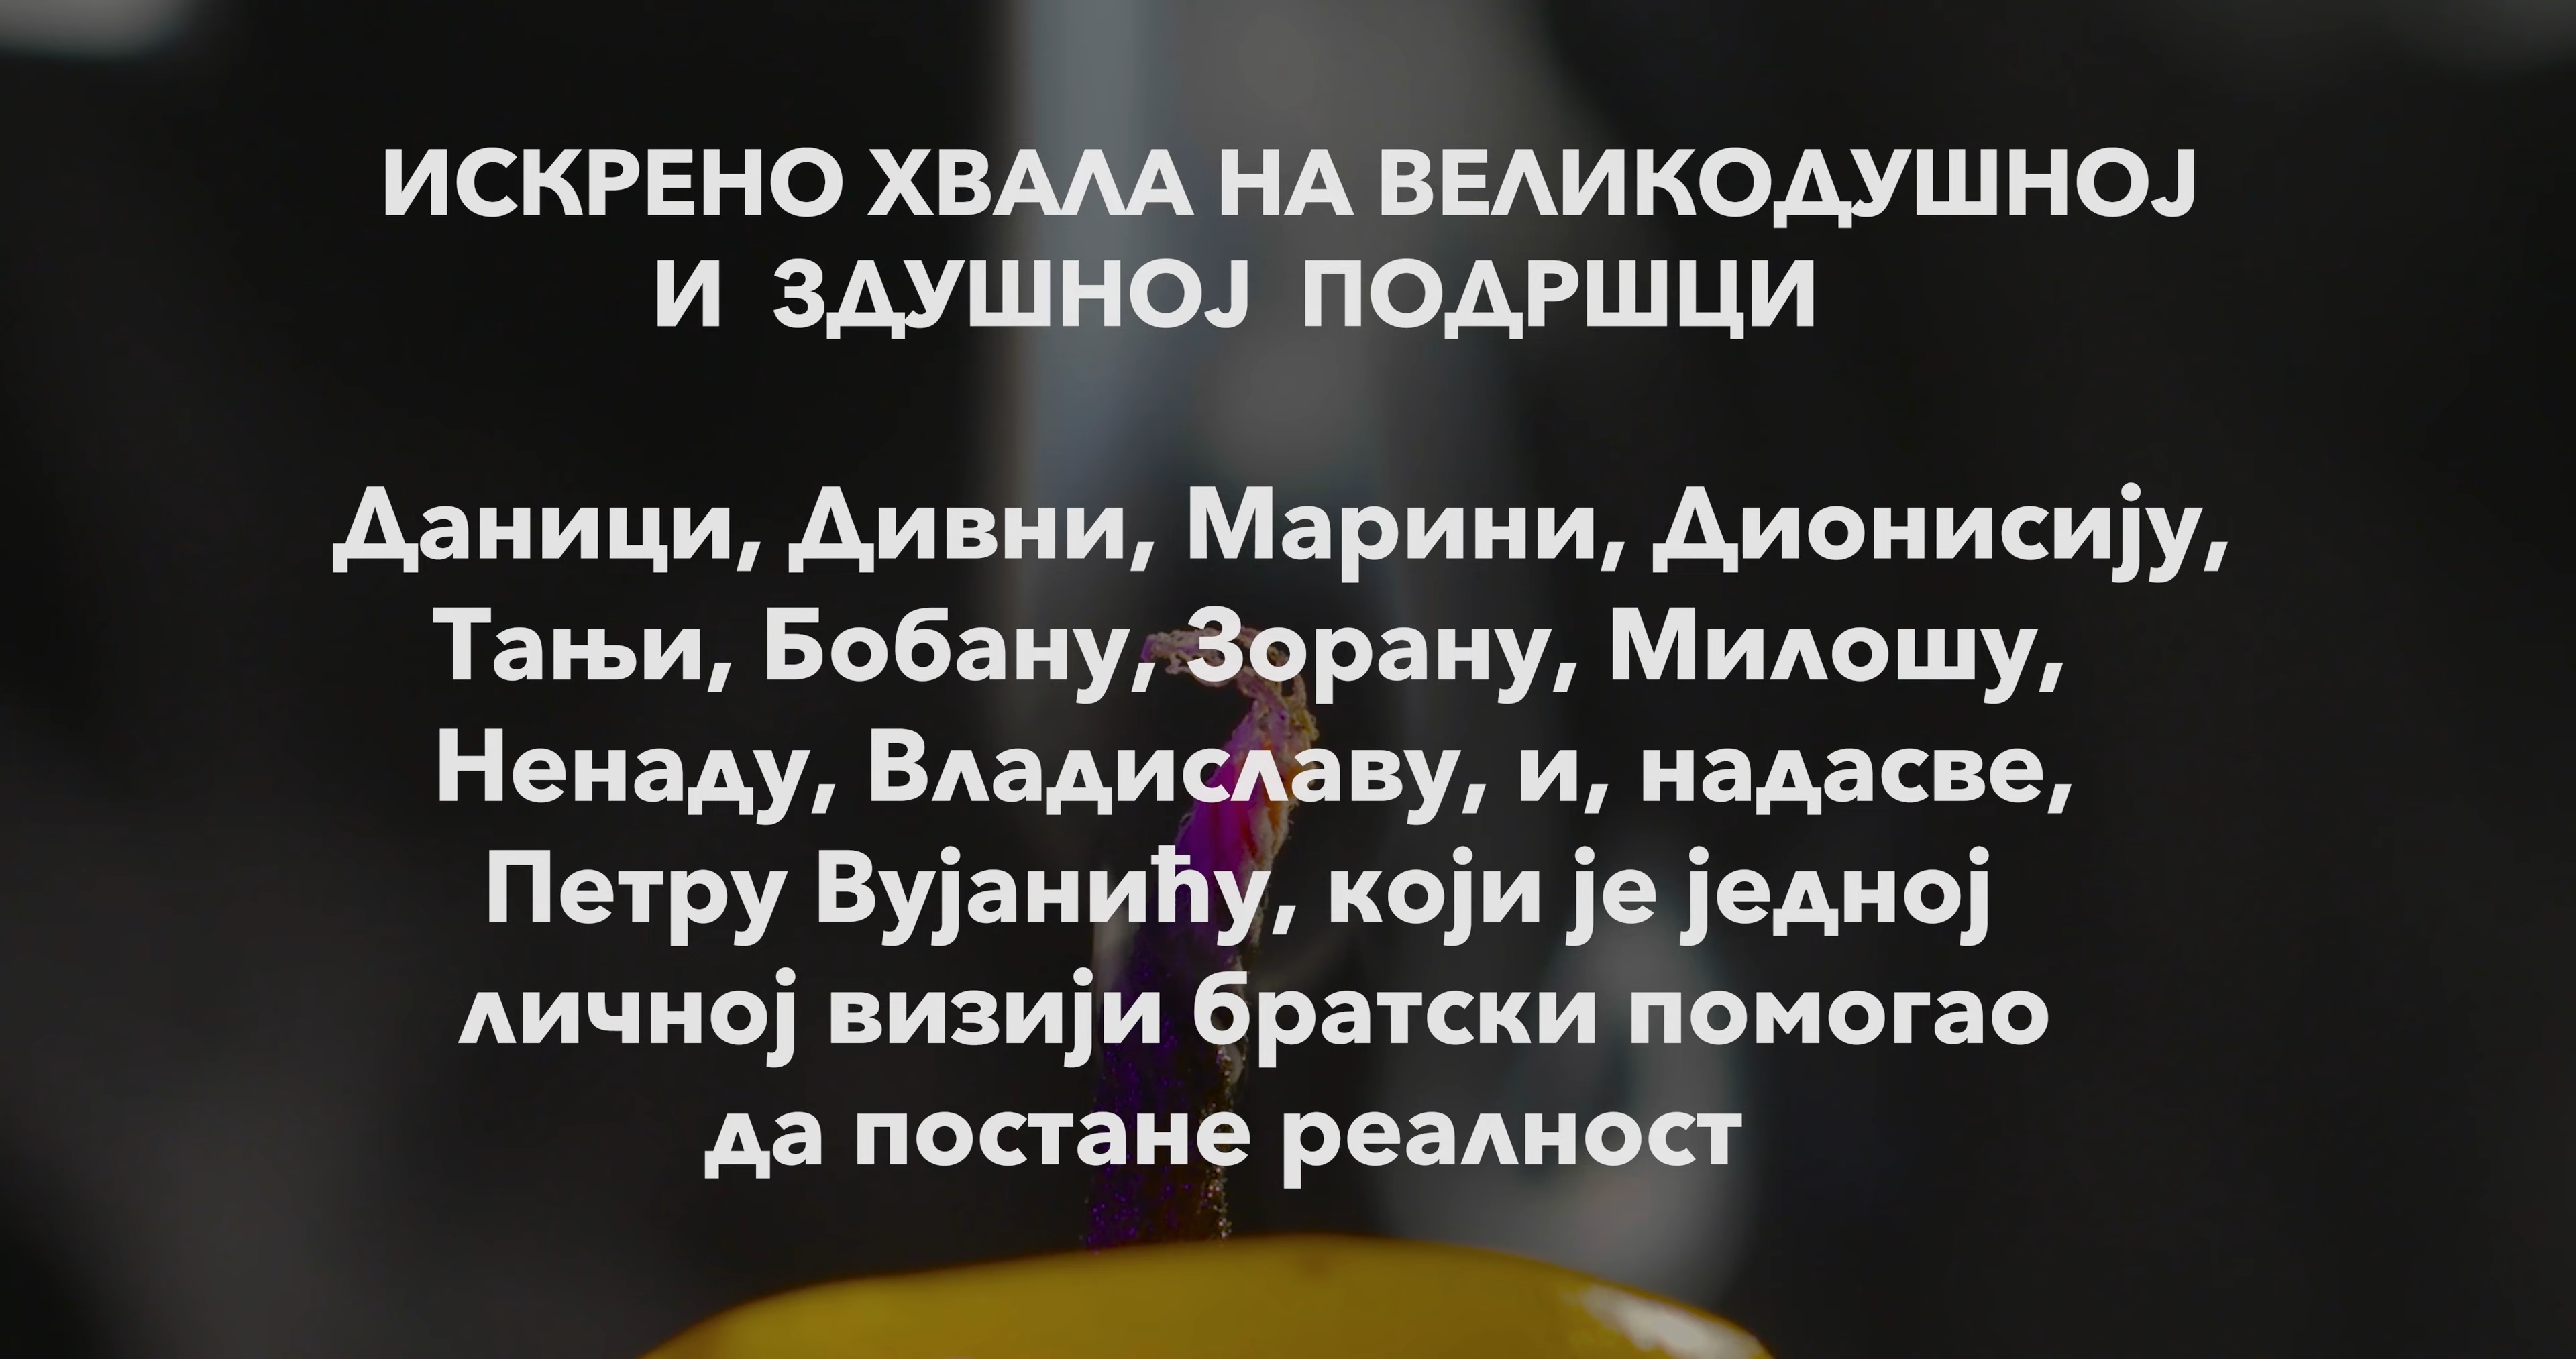 ИСКРЕНО ХВАЛА НА ВЕЛИКОДУШНОЈ
И ЗДУШНОЈ ПОДРШЦИ
Даници, Дивни, Марини, Дионисију,
Тањи, Бобану, Зорану, Милошу,
Ненаду, Владиславу, и, надасве,
Петру Вујанићу, који је једној
личној визији братски помогао
да постане реалност